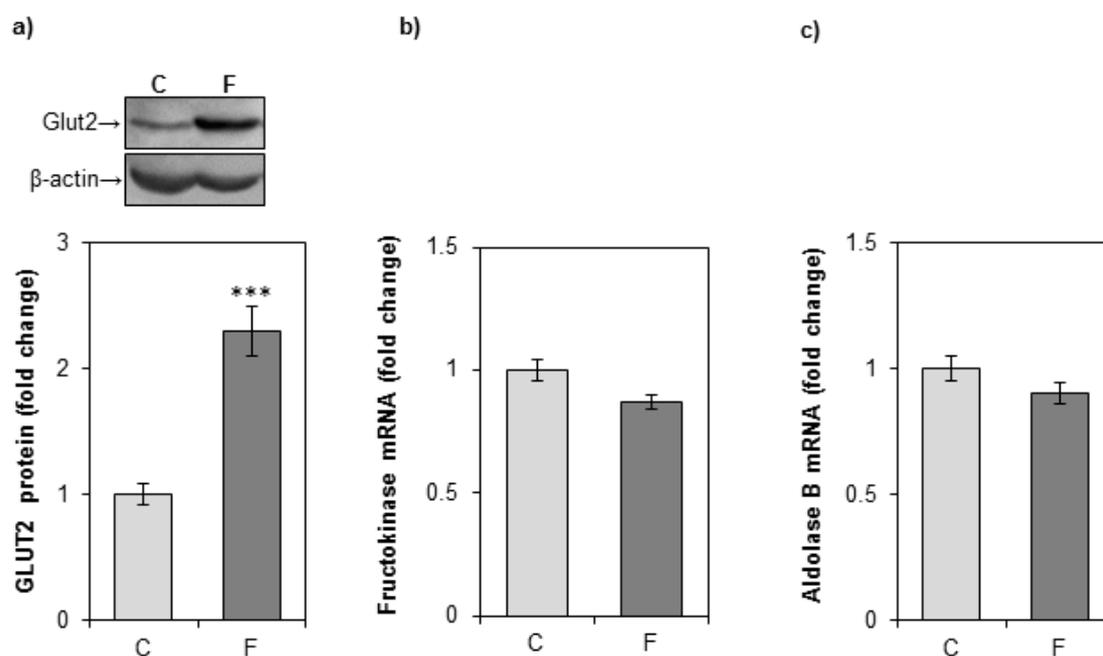 a)
C F
Glut2→
β-actin→
GLUT2 protein (fold change)
3
2
1
0
***
C F
b)
Fructokinase mRNA (fold change)
1.5
1
0.5
0
C F
c)
Aldolase B mRNA (fold change)
1.5
1
0.5
0
C F